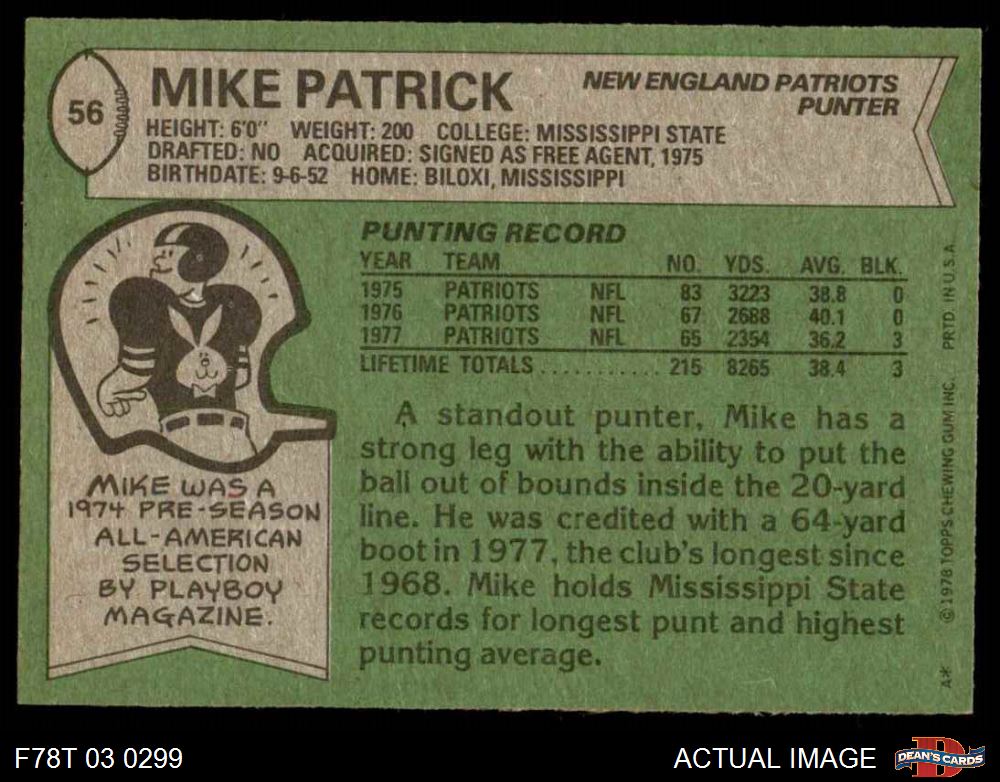 56
MIKE PATRICK
NEW ENGLAND PATRIOTS
PUNTER
HEIGHT: 6'0" WEIGHT: 200 COLLEGE: MISSISSIPPI STATE
DRAFTED: NO ACQUIRED: SIGNED AS FREE AGENT, 1975
BIRTHDATE: 9-6-52 HOME: BILOXI, MISSISSIPPI
PUNTING RECORD
YEAR TEAM NO. YDS. AVG. BLK.
1975 PATRIOTS NFL 83 3223 38.8 0
1976 PATRIOTS NFL 67 2688 40.1 0
1977 PATRIOTS NFL 65 2354 36.2 3
LIFETIME TOTALS ............ 215 8265 38.4 3
A standout punter, Mike has a
strong leg with the ability to put the
ball out of bounds inside the 20-yard
line. He was credited with a 64-yard
boot in 1977, the club's longest since
1968. Mike holds Mississippi State
records for longest punt and highest
punting average.
MIKE WAS A
1974 PRE-SEASON
ALL-AMERICAN
SELECTION
BY PLAYBOY
MAGAZINE.
A* © 1978 TOPPS CHEWING GUM INC. PRTD. IN U.S.A.
F78T 03 0299
ACTUAL IMAGE
D
DEAN'S CARDS